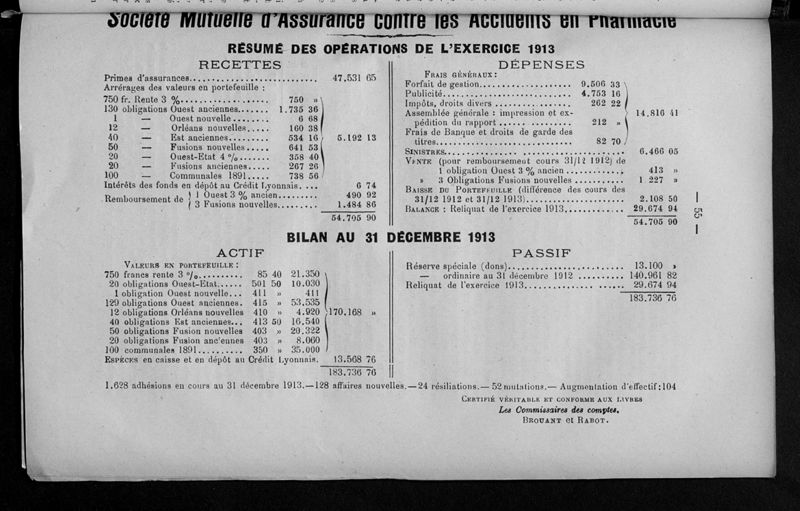 Société Mutuelle d'Assurance contre les Accidents en Pharmacie
RÉSUMÉ DES OPÉRATIONS DE L'EXERCICE 1913
RECETTES
Primes d'assurances............ 47.531 65
Arrérages des valeurs en portefeuille :
750 fr. Rente 3 %............ 750 »
130 obligations Ouest anciennes....... 1.735 36
1 — Ouest nouvelle........ 6 68
12 — Orléans nouvelles..... 160 38
40 — Est anciennes........ 534 16 5.192 13
50 — Fusions nouvelles..... 641 53
20 — Ouest-Etat 4 %....... 358 40
20 — Fusions anciennes..... 267 26
100 — Communales 1891...... 738 56
Intérêts des fonds en dépôt au Crédit Lyonnais.... 6 74
Remboursement de 1 Ouest 3 % ancien......... 490 92
3 Fusions nouvelles......... 1.484 86
54.705 90
DÉPENSES
FRAIS GÉNÉRAUX :
Forfait de gestion............ 9.506 33
Publicité............ 4.753 16
Impôts, droits divers............ 262 22
Assemblée générale : impression et ex- 14.816 41
pédition du rapport............ 212 »
Frais de Banque et droits de garde des
titres............ 82 70
SINISTRES............ 6.466 05
VENTE (pour remboursement cours 31/12 1912) de
1 obligation Ouest 3 % ancien............ 413 »
» 3 Obligations Fusions nouvelles............ 1 227 »
BAISSE DU PORTEFEUILLE (différence des cours des
31/12 1912 et 31/12 1913)............ 2.108 50
BALANCE : Reliquat de l'exercice 1913............ 29.674 94
54.705 90
— 55 —
BILAN AU 31 DÉCEMBRE 1913
ACTIF
VALEURS EN PORTEFEUILLE :
750 francs rente 3 %.......... 85 40 21.350
20 obligations Ouest-Etat...... 501 50 10.030
1 obligation Ouest nouvelle... 411 » 411
129 obligations Ouest anciennes. 415 » 53.535
12 obligations Orléans nouvelles 410 » 4.920 170.168 »
40 obligations Est anciennes... 413 50 16.540
50 obligations Fusion nouvelles 403 » 20.322
20 obligations Fusion anciennes 403 » 8.060
100 communales 1891.......... 350 » 35.000
ESPÈCES en caisse et en dépôt au Crédit Lyonnais. 13.568 76
183.736 76
PASSIF
Réserve spéciale (dons)............ 13.100 »
— ordinaire au 31 décembre 1912 .......... 140.961 82
Reliquat de l'exercice 1913............ 29.674 94
183.736 76
1.628 adhésions en cours au 31 décembre 1913.—128 affaires nouvelles.—24 résiliations.—52 mutations.— Augmentation d'effectif:104
CERTIFIÉ VÉRITABLE ET CONFORME AUX LIVRES
Les Commissaires des comptes,
BROUANT et RABOT.